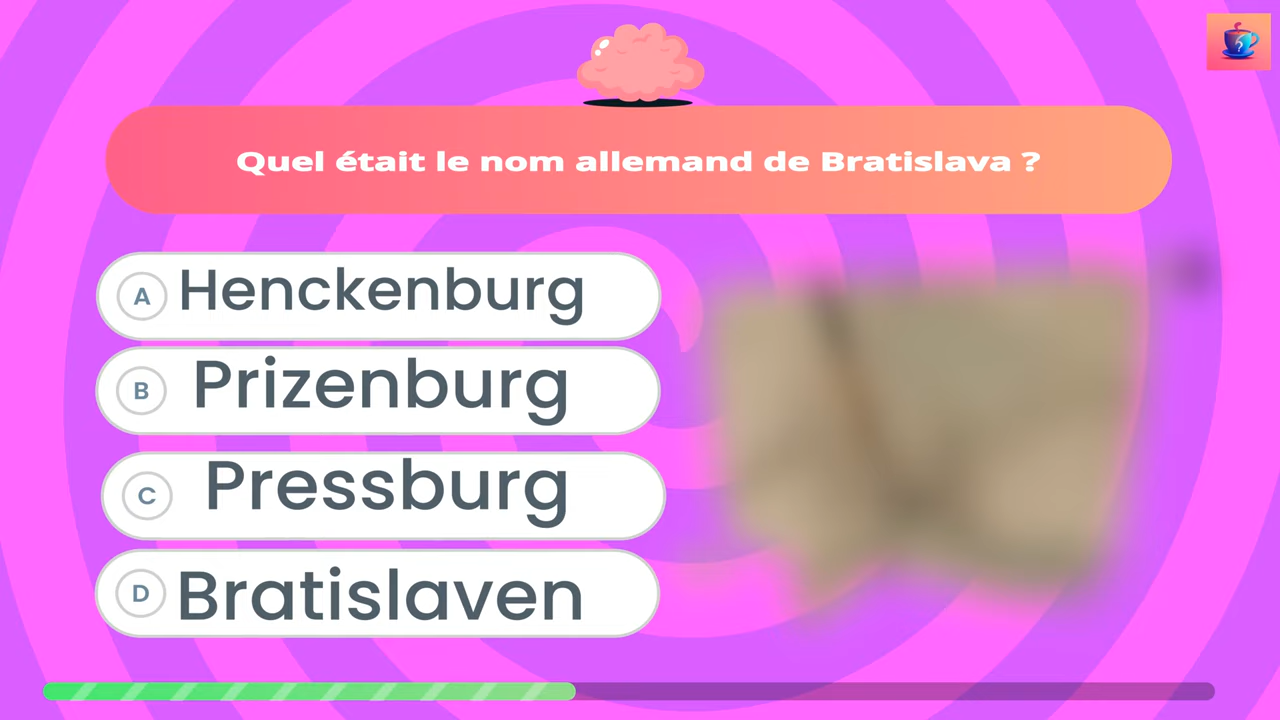 Quel était le nom allemand de Bratislava ?
A Henckenburg
B Prizenburg
C Pressburg
D Bratislaven